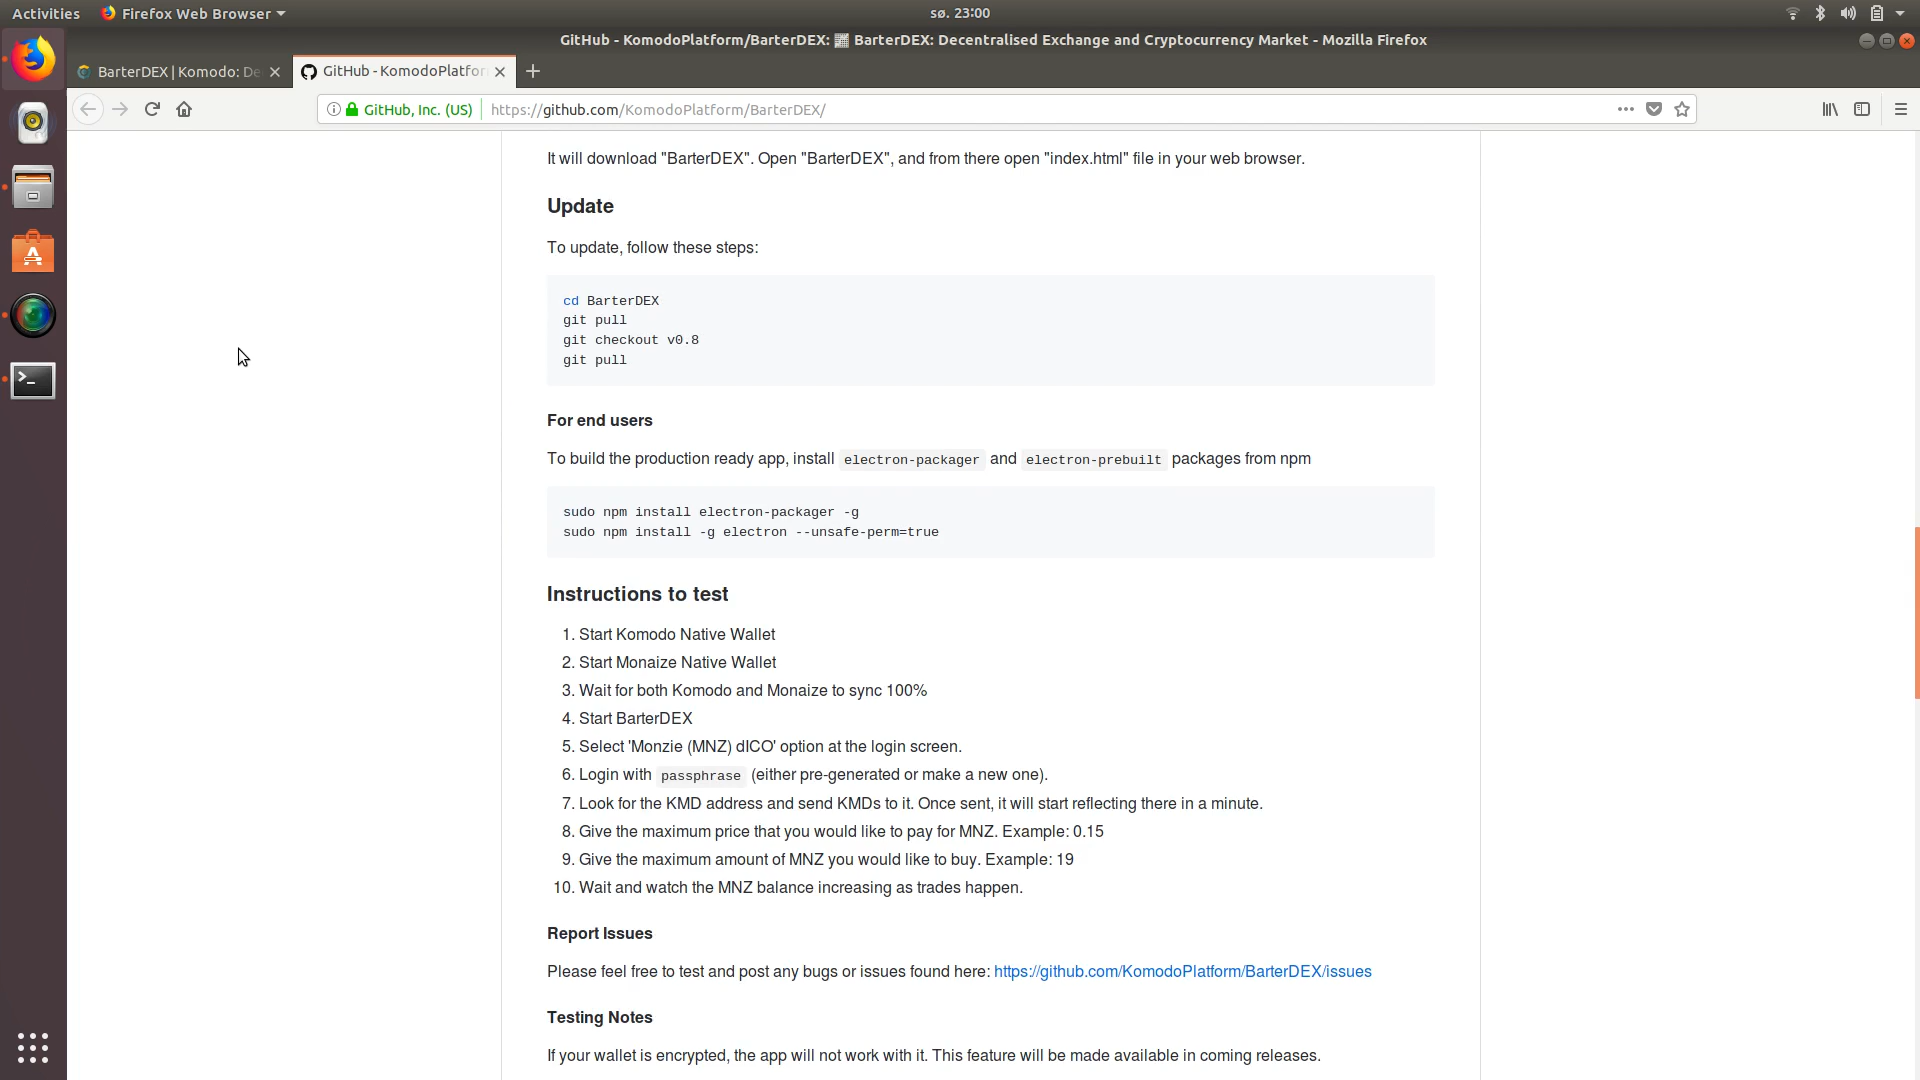 Activities
Firefox Web Browser
sø. 23:00
GitHub - KomodoPlatform/BarterDEX: BarterDEX: Decentralised Exchange and Cryptocurrency Market - Mozilla Firefox
BarterDEX | Komodo: De
GitHub - KomodoPlatfor
GitHub, Inc. (US)
https://github.com/KomodoPlatform/BarterDEX/
It will download "BarterDEX". Open "BarterDEX", and from there open "index.html" file in your web browser.
Update
To update, follow these steps:
cd BarterDEX
git pull
git checkout v0.8
git pull
For end users
To build the production ready app, install electron-packager and electron-prebuilt packages from npm
sudo npm install electron-packager -g
sudo npm install -g electron --unsafe-perm=true
Instructions to test
1. Start Komodo Native Wallet
2. Start Monaize Native Wallet
3. Wait for both Komodo and Monaize to sync 100%
4. Start BarterDEX
5. Select 'Monzie (MNZ) dICO' option at the login screen.
6. Login with passphrase (either pre-generated or make a new one).
7. Look for the KMD address and send KMDs to it. Once sent, it will start reflecting there in a minute.
8. Give the maximum price that you would like to pay for MNZ. Example: 0.15
9. Give the maximum amount of MNZ you would like to buy. Example: 19
10. Wait and watch the MNZ balance increasing as trades happen.
Report Issues
Please feel free to test and post any bugs or issues found here: https://github.com/KomodoPlatform/BarterDEX/issues
Testing Notes
If your wallet is encrypted, the app will not work with it. This feature will be made available in coming releases.